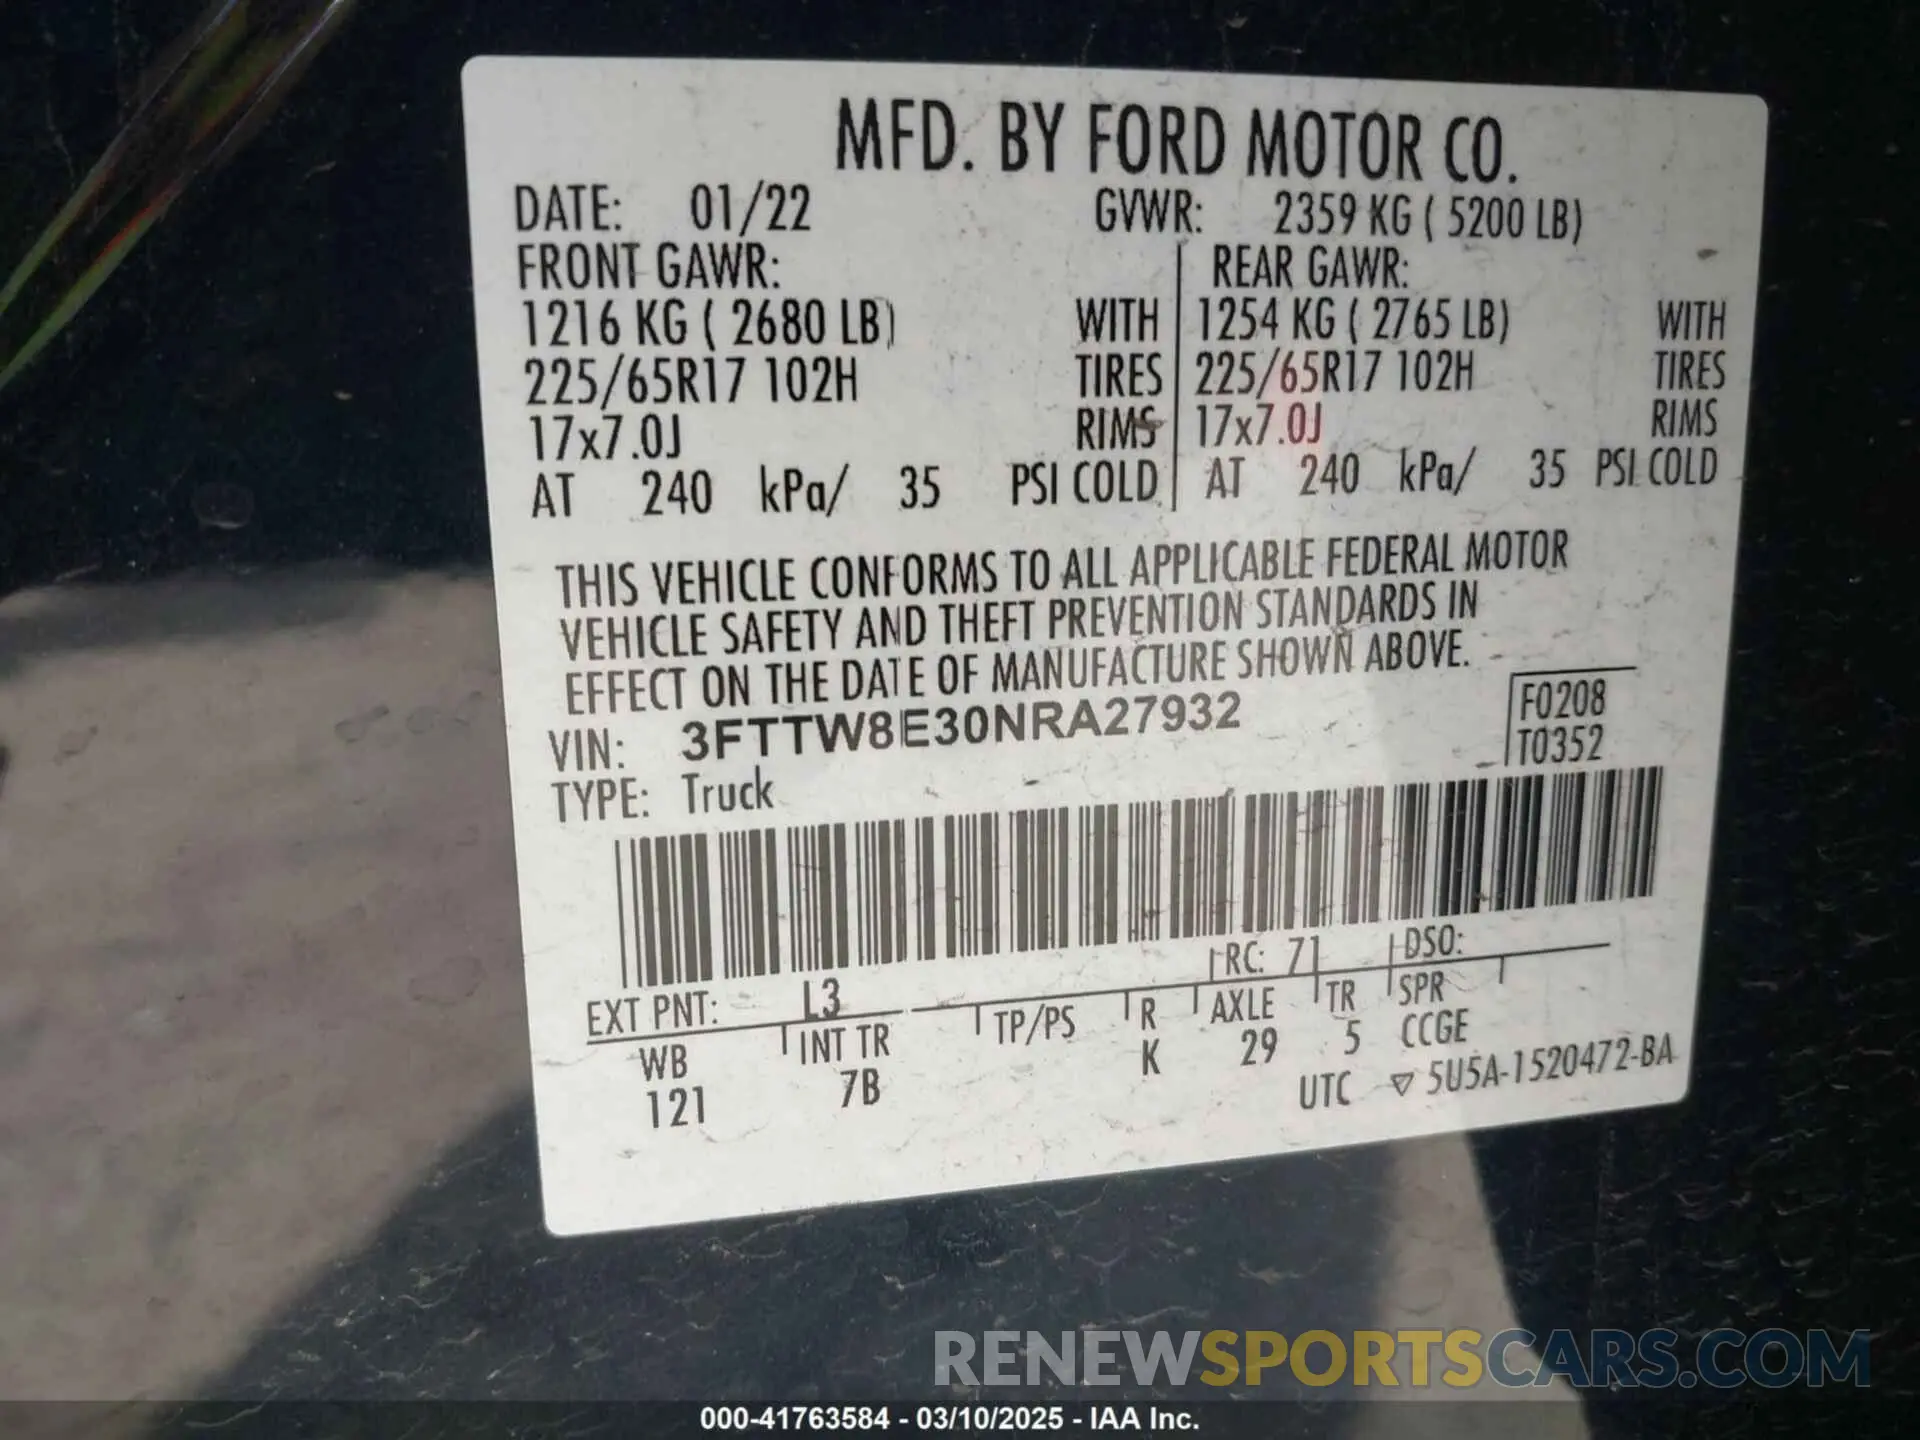 MFD. BY FORD MOTOR CO.
DATE: 01/22 GVWR: 2359 KG ( 5200 LB)
FRONT GAWR: REAR GAWR:
1216 KG ( 2680 LB) WITH 1254 KG ( 2765 LB) WITH
225/65R17 102H TIRES 225/65R17 102H TIRES
17x7.0J RIMS 17x7.0J RIMS
AT 240 kPa/ 35 PSI COLD AT 240 kPa/ 35 PSI COLD
THIS VEHICLE CONFORMS TO ALL APPLICABLE FEDERAL MOTOR
VEHICLE SAFETY AND THEFT PREVENTION STANDARDS IN
EFFECT ON THE DATE OF MANUFACTURE SHOWN ABOVE.
VIN: 3FTTW8E30NRA27932 F0208
TYPE: Truck T0352
EXT PNT: L3 RC: 71 DSO:
WB INT TR TP/PS R AXLE TR SPR
121 7B K 29 5 CCGE
UTC ▽ 5U5A-1520472-BA
RENEWSPORTSCARS.COM
000-41763584 - 03/10/2025 - IAA Inc.